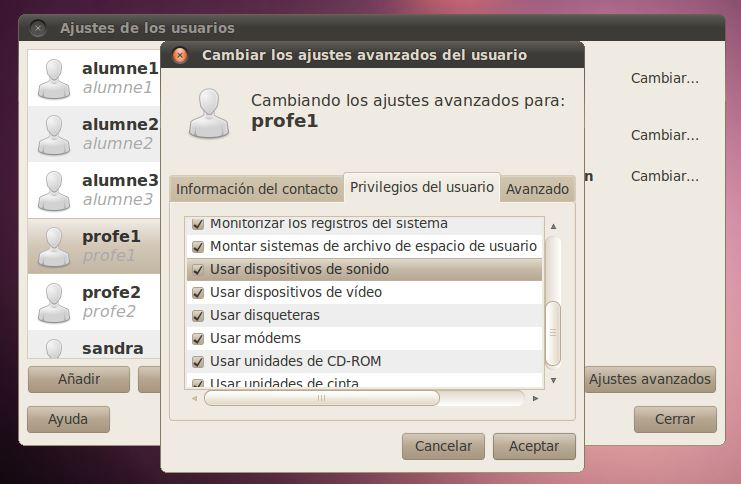 Ajustes de los usuarios
Cambiar los ajustes avanzados del usuario
alumne1
alumne1
alumne2
alumne2
alumne3
alumne3
profe1
profe1
profe2
profe2
sandra
Añadir
Ayuda
Cambiando los ajustes avanzados para:
profe1
Información del contacto
Privilegios del usuario
Avanzado
Monitorizar los registros del sistema
Montar sistemas de archivo de espacio de usuario
Usar dispositivos de sonido
Usar dispositivos de vídeo
Usar disqueteras
Usar módems
Usar unidades de CD-ROM
Usar unidades de cinta
Cancelar
Aceptar
Cambiar...
Cambiar...
n
Cambiar...
Ajustes avanzados
Cerrar